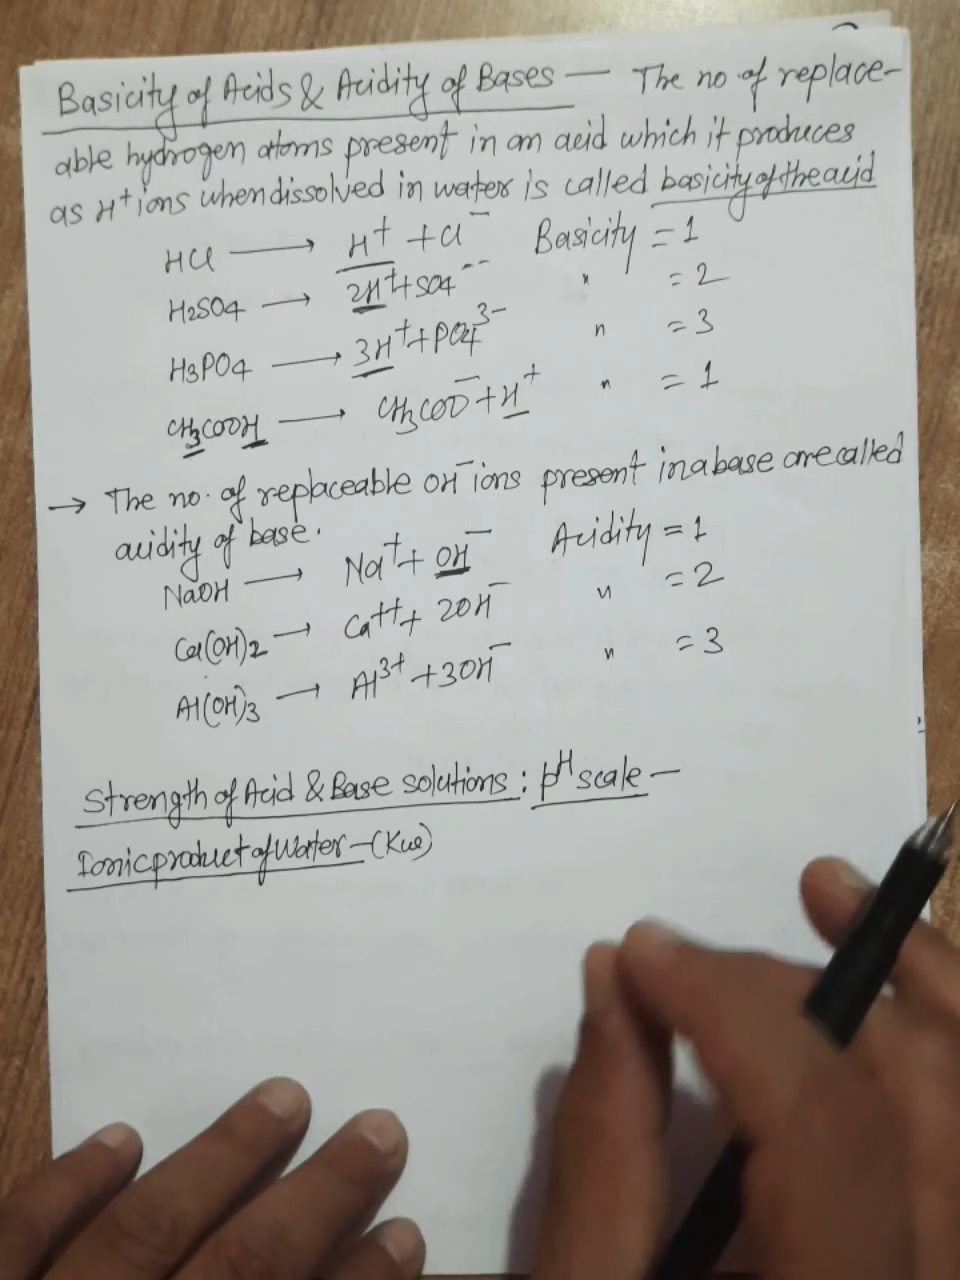 Basicity of Acids & Acidity of Bases — The no of replace-
able hydrogen atoms present in an acid which it produces
as H⁺ ions when dissolved in water is called basicity of the acid
HCl ⟶ H⁺ + Cl⁻ Basicity = 1
H2SO4 ⟶ 2H⁺ + SO4⁻⁻ " = 2
H3PO4 ⟶ 3H⁺ + PO4³⁻ " = 3
CH3COOH ⟶ CH3COO⁻ + H⁺ " = 1
→ The no. of replaceable OH⁻ ions present in a base are called
acidity of base.
NaOH ⟶ Na⁺ + OH⁻ Acidity = 1
Ca(OH)2 ⟶ Ca⁺⁺ + 2OH⁻ " = 2
Al(OH)3 ⟶ Al³⁺ + 3OH⁻ " = 3
Strength of Acid & Base solutions : pᴴ scale —
Ionic product of Water – (Kw)